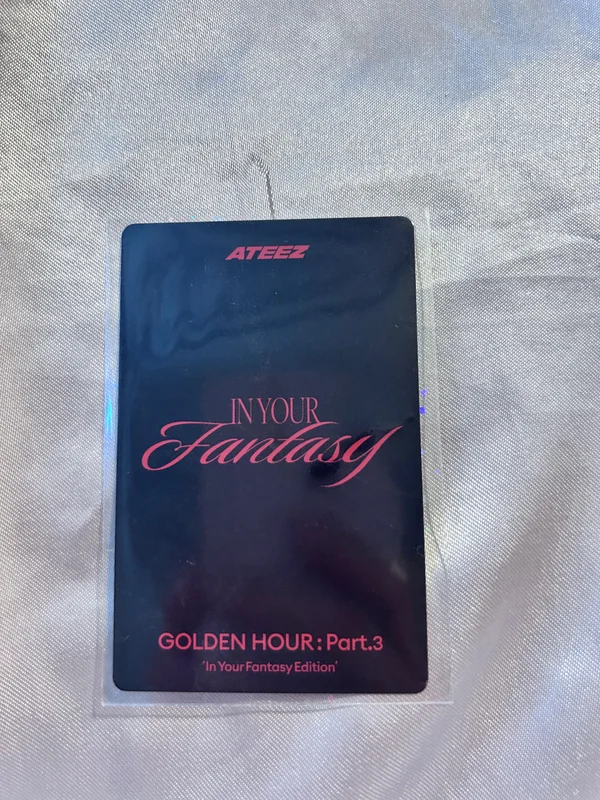 ATEEZ
IN YOUR
Fantasy
GOLDEN HOUR : Part.3
'In Your Fantasy Edition'